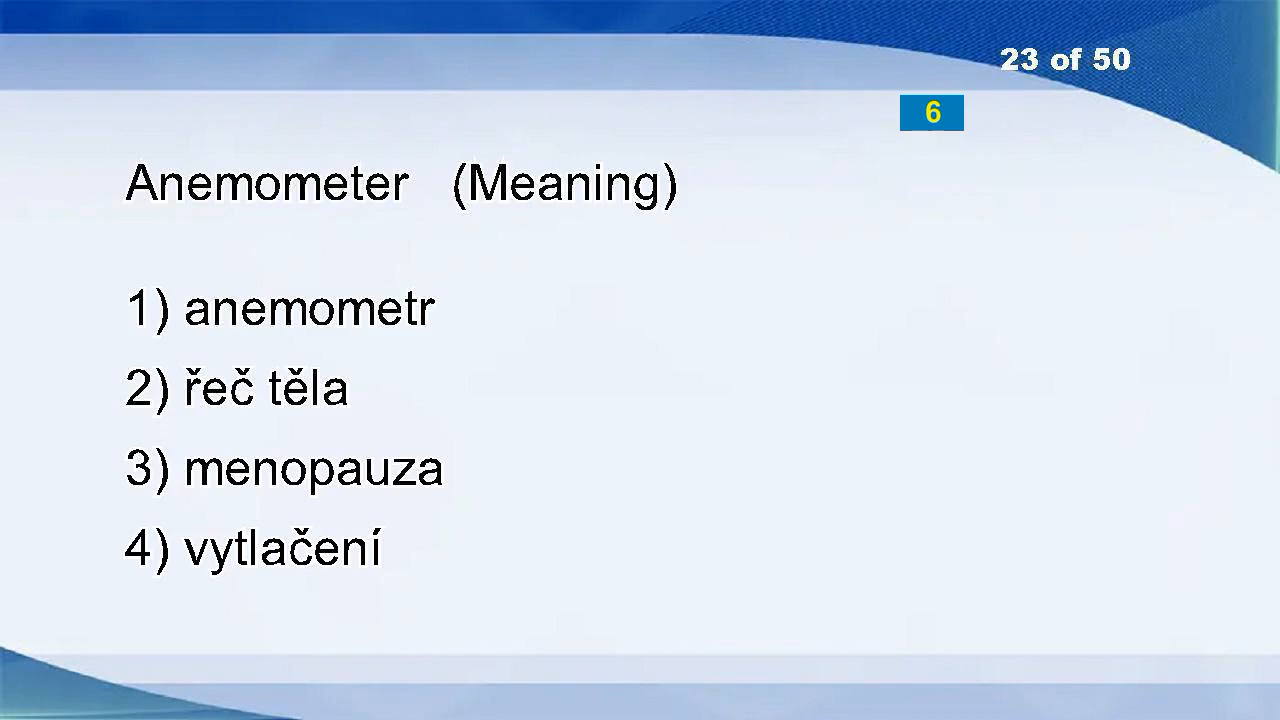 23 of 50
6
Anemometer (Meaning)
1) anemometr
2) řeč těla
3) menopauza
4) vytlačení